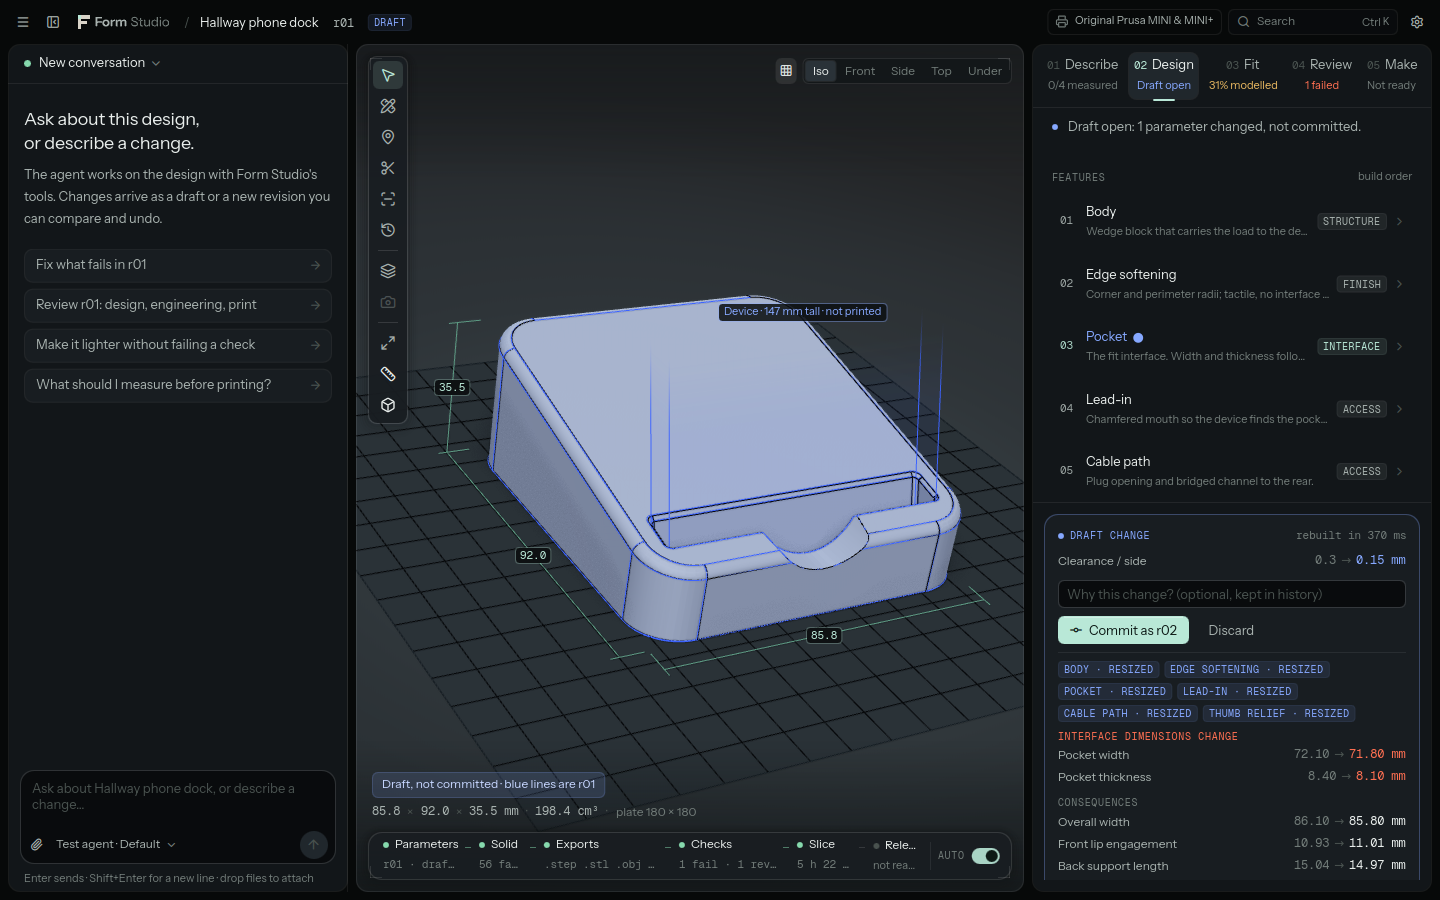 Form Studio / Hallway phone dock r01 DRAFT
Original Prusa MINI & MINI+
Search Ctrl K
New conversation
Ask about this design,
or describe a change.
The agent works on the design with Form Studio's
tools. Changes arrive as a draft or a new revision you
can compare and undo.
Fix what fails in r01
Review r01: design, engineering, print
Make it lighter without failing a check
What should I measure before printing?
Ask about Hallway phone dock, or describe a
change...
Test agent · Default
Enter sends · Shift+Enter for a new line · drop files to attach
Iso Front Side Top Under
Device · 147 mm tall · not printed
35.5
92.0
85.8
Draft, not committed · blue lines are r01
85.8 × 92.0 × 35.5 mm · 198.4 cm³ · plate 180 × 180
Parameters Solid Exports Checks Slice Rele...
r01 · draf... 56 fa... .step .stl .obj ... 1 fail · 1 rev... 5 h 22 ... not rea...
AUTO
01 Describe 02 Design 03 Fit 04 Review 05 Make
0/4 measured Draft open 31% modelled 1 failed Not ready
Draft open: 1 parameter changed, not committed.
FEATURES build order
01 Body STRUCTURE
Wedge block that carries the load to the de...
02 Edge softening FINISH
Corner and perimeter radii; tactile, no interface ...
03 Pocket INTERFACE
The fit interface. Width and thickness follo...
04 Lead-in ACCESS
Chamfered mouth so the device finds the pock...
05 Cable path ACCESS
Plug opening and bridged channel to the rear.
DRAFT CHANGE rebuilt in 370 ms
Clearance / side 0.3 → 0.15 mm
Why this change? (optional, kept in history)
Commit as r02 Discard
BODY · RESIZED EDGE SOFTENING · RESIZED
POCKET · RESIZED LEAD-IN · RESIZED
CABLE PATH · RESIZED THUMB RELIEF · RESIZED
INTERFACE DIMENSIONS CHANGE
Pocket width 72.10 → 71.80 mm
Pocket thickness 8.40 → 8.10 mm
CONSEQUENCES
Overall width 86.10 → 85.80 mm
Front lip engagement 10.93 → 11.01 mm
Back support length 15.04 → 14.97 mm